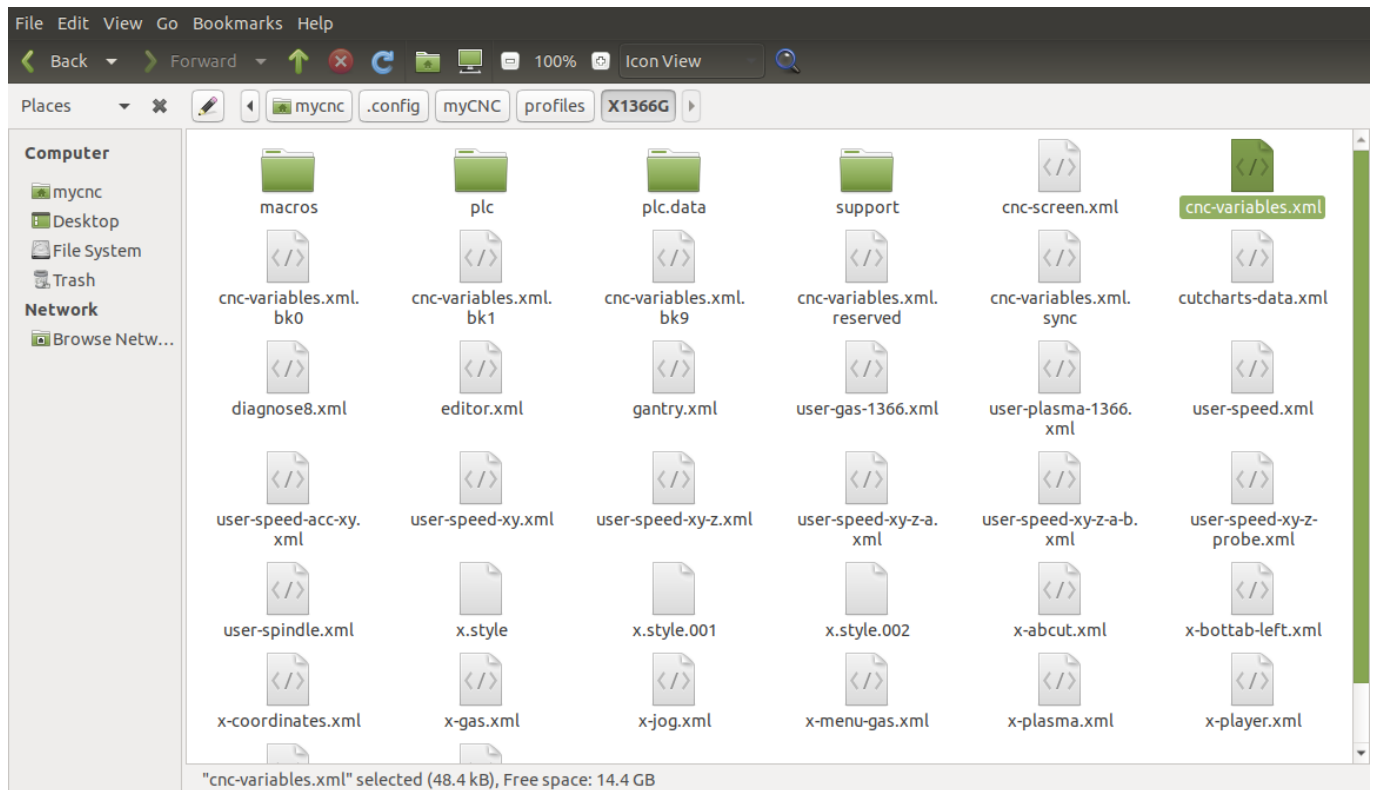 File Edit View Go Bookmarks Help
Back Forward 100% Icon View
Places mycnc .config myCNC profiles X1366G
Computer
mycnc
Desktop
File System
Trash
Network
Browse Netw...
macros plc plc.data support cnc-screen.xml cnc-variables.xml
cnc-variables.xml. cnc-variables.xml. cnc-variables.xml. cnc-variables.xml. cnc-variables.xml. cutcharts-data.xml
bk0 bk1 bk9 reserved sync
diagnose8.xml editor.xml gantry.xml user-gas-1366.xml user-plasma-1366. user-speed.xml
xml
user-speed-acc-xy. user-speed-xy.xml user-speed-xy-z.xml user-speed-xy-z-a. user-speed-xy-z-a-b. user-speed-xy-z-
xml xml xml probe.xml
user-spindle.xml x.style x.style.001 x.style.002 x-abcut.xml x-bottab-left.xml
x-coordinates.xml x-gas.xml x-jog.xml x-menu-gas.xml x-plasma.xml x-player.xml
"cnc-variables.xml" selected (48.4 kB), Free space: 14.4 GB